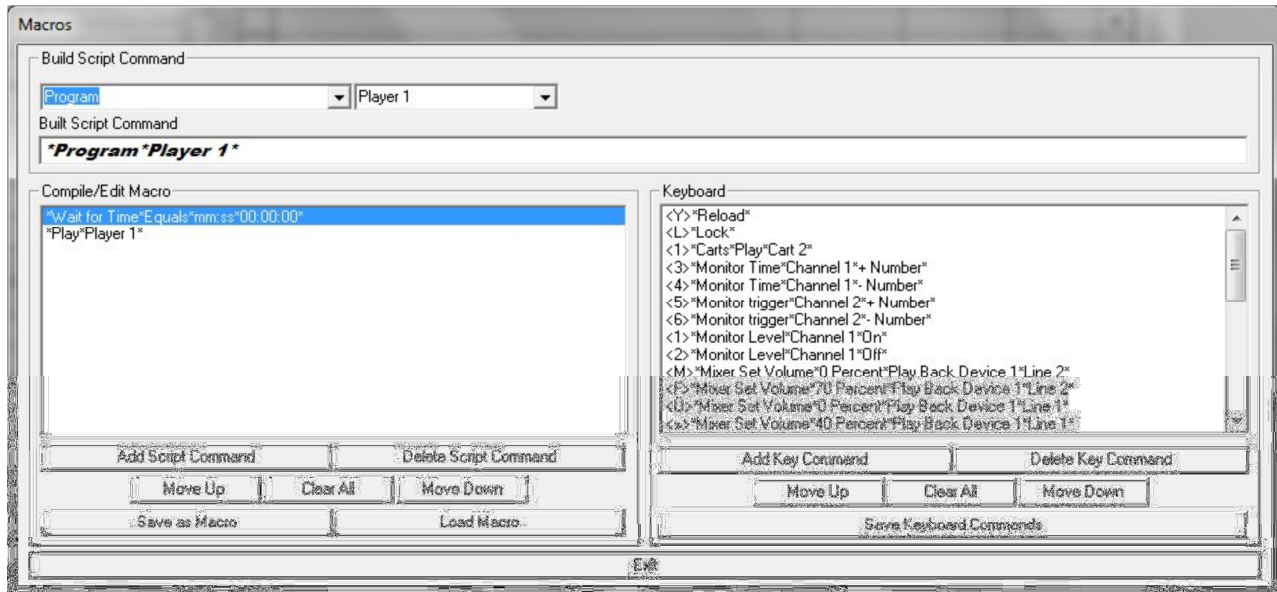 Macros
Build Script Command
Program
Player 1
Built Script Command
*Program*Player 1*
Compile/Edit Macro
*Wait for Time*Equals*mm:ss*00:00:00*
*Play*Player 1*
Add Script Command
Delete Script Command
Move Up
Clear All
Move Down
Save as Macro
Load Macro
Keyboard
<Y>*Reload*
<L>*Lock*
<1>*Carts*Play*Cart 2*
<3>*Monitor Time*Channel 1*+ Number*
<4>*Monitor Time*Channel 1*- Number*
<5>*Monitor trigger*Channel 2*+ Number*
<6>*Monitor trigger*Channel 2*- Number*
<1>*Monitor Level*Channel 1*On*
<2>*Monitor Level*Channel 1*Off*
<M>*Mixer Set Volume*0 Percent*Play Back Device 1*Line 2*
<F>*Mixer Set Volume*70 Percent*Play Back Device 1*Line 2*
<U>*Mixer Set Volume*0 Percent*Play Back Device 1*Line 1*
*Mixer Set Volume*40 Percent*Play Back Device 1*Line 1*
Add Key Command
Delete Key Command
Move Up
Clear All
Move Down
Save Keyboard Commands
Exit